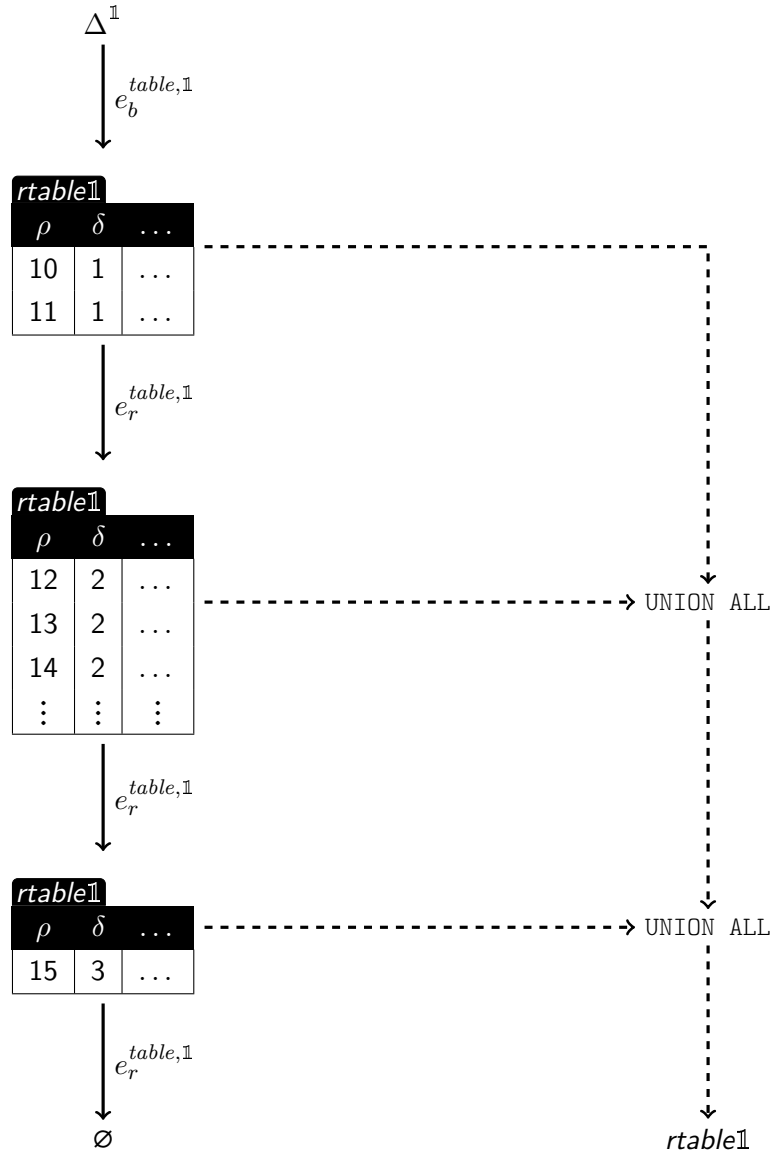 Δ^𝟙
e_b^{table,𝟙}
rtable𝟙
ρ δ ...
10 1 ...
11 1 ...
e_r^{table,𝟙}
rtable𝟙
ρ δ ...
12 2 ...
13 2 ...
14 2 ...
⋮ ⋮ ⋮
UNION ALL
e_r^{table,𝟙}
rtable𝟙
ρ δ ...
15 3 ...
UNION ALL
e_r^{table,𝟙}
∅
rtable𝟙